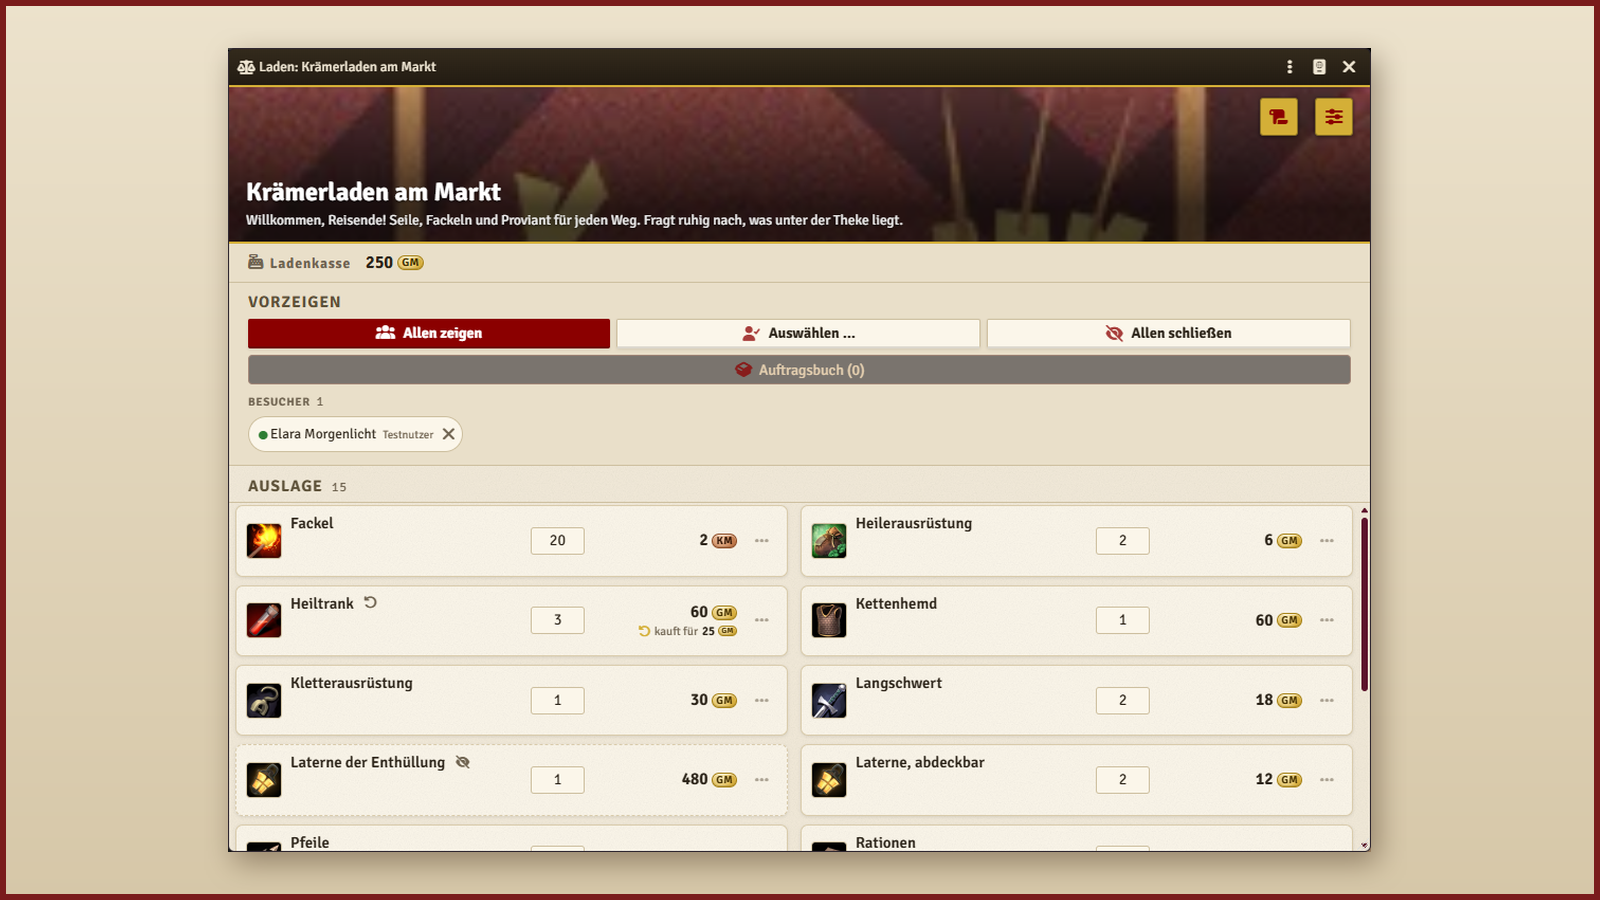 Laden: Krämerladen am Markt
Krämerladen am Markt
Willkommen, Reisende! Seile, Fackeln und Proviant für jeden Weg. Fragt ruhig nach, was unter der Theke liegt.
Ladenkasse 250 GM
VORZEIGEN
Allen zeigen
Auswählen ...
Allen schließen
Auftragsbuch (0)
BESUCHER 1
Elara Morgenlicht Testnutzer
AUSLAGE 15
Fackel
20
2 KM
Heilerausrüstung
2
6 GM
Heiltrank
3
60 GM
kauft für 25 GM
Kettenhemd
1
60 GM
Kletterausrüstung
1
30 GM
Langschwert
2
18 GM
Laterne der Enthüllung
1
480 GM
Laterne, abdeckbar
2
12 GM
Pfeile
Rationen